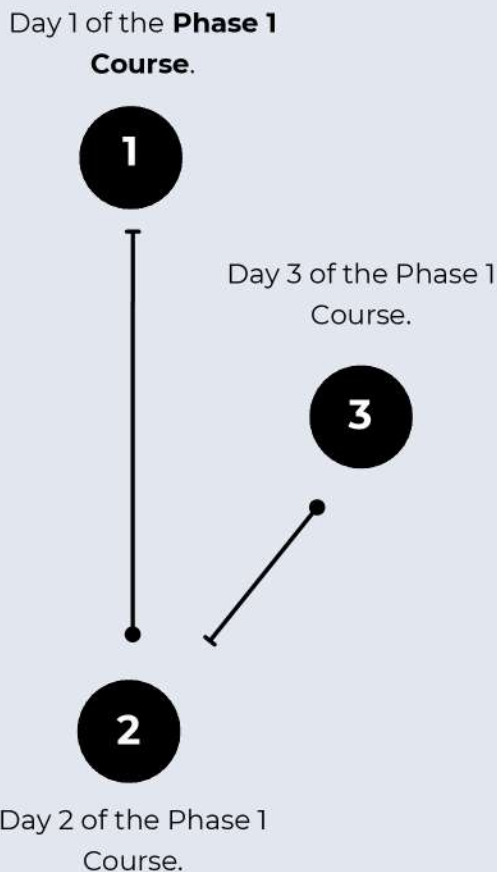 Day 1 of the Phase 1
Course.
1
Day 3 of the Phase 1
Course.
3
2
Day 2 of the Phase 1
Course.